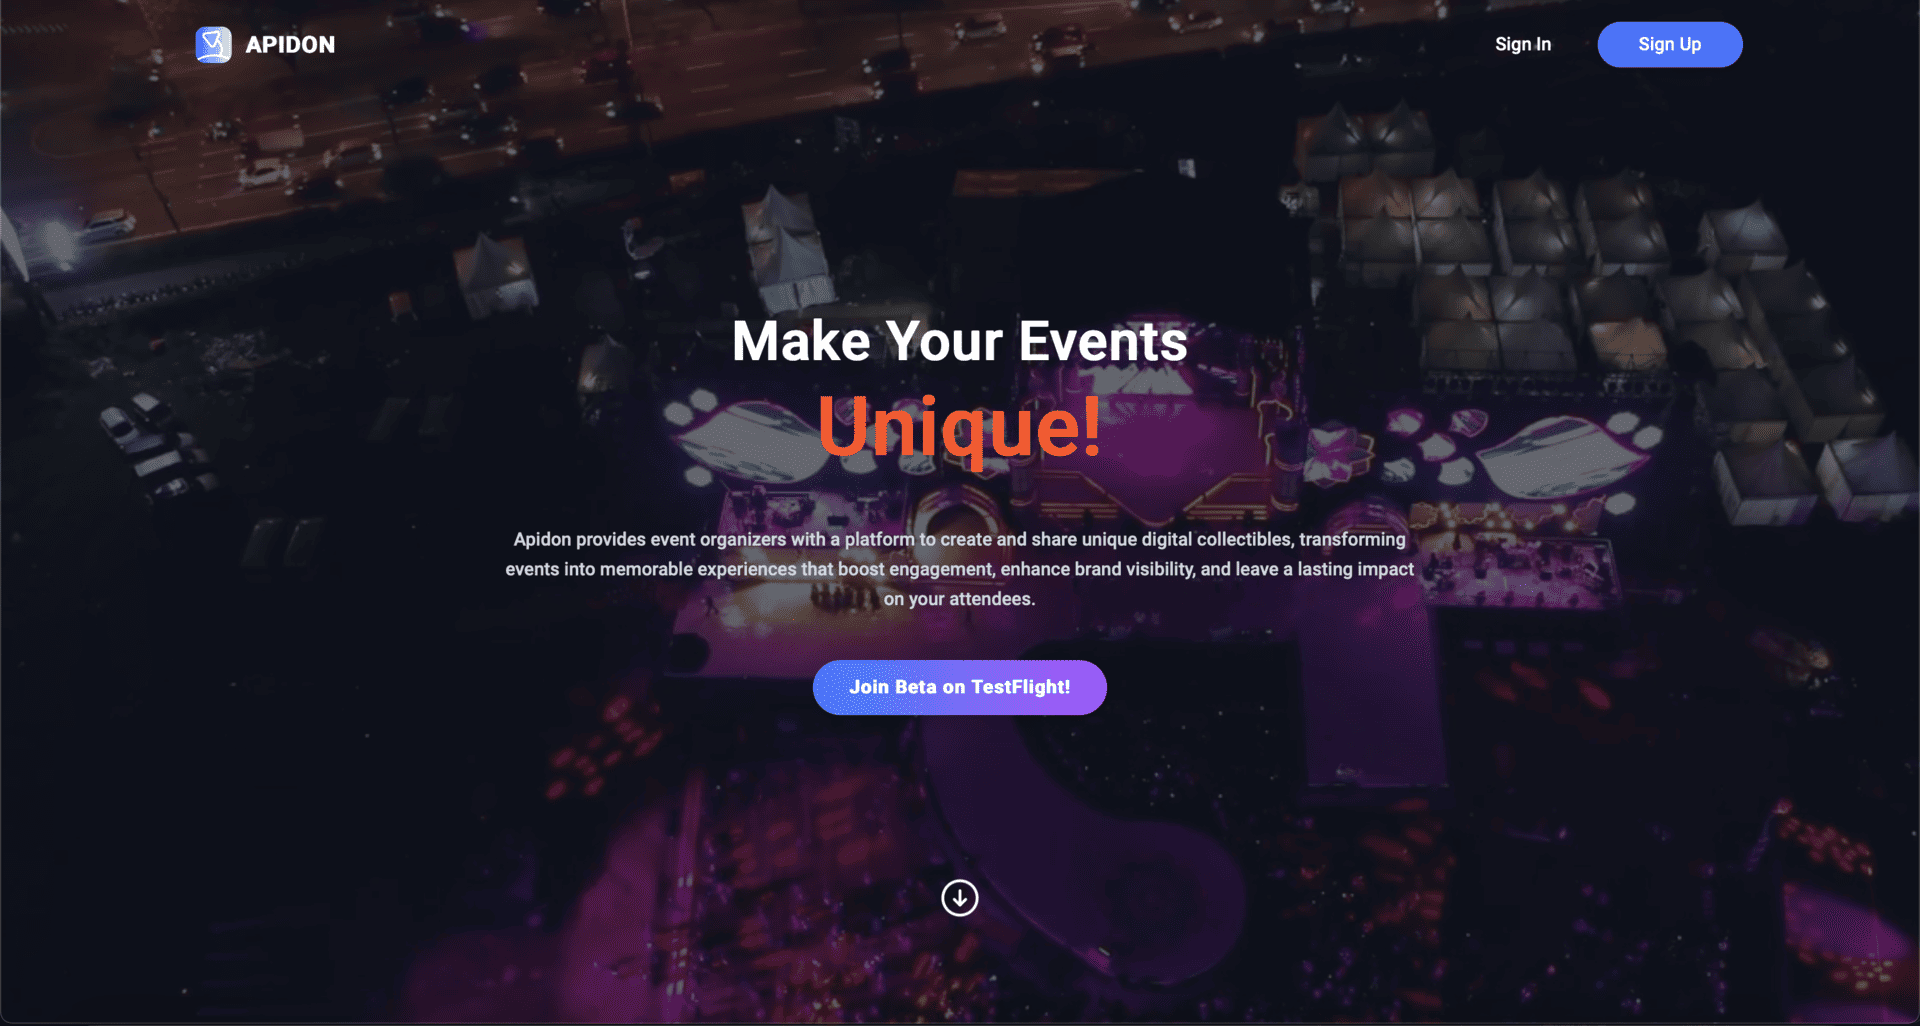 APIDON
Sign In
Sign Up
Make Your Events
Unique!
Apidon provides event organizers with a platform to create and share unique digital collectibles, transforming
events into memorable experiences that boost engagement, enhance brand visibility, and leave a lasting impact
on your attendees.
Join Beta on TestFlight!